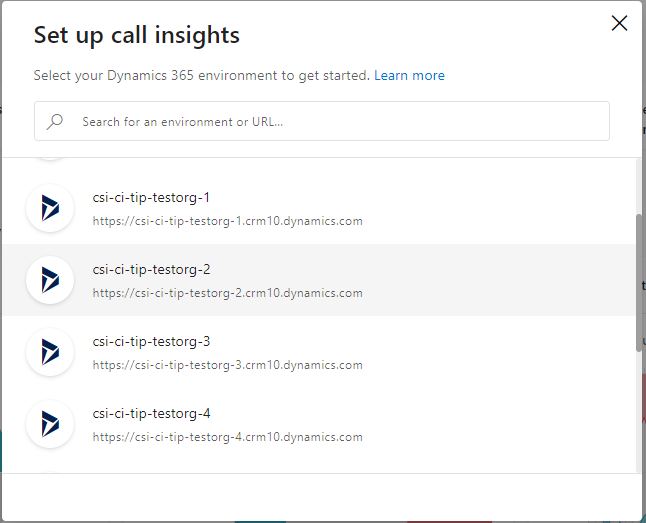 Set up call insights
Select your Dynamics 365 environment to get started. Learn more
Search for an environment or URL...
csi-ci-tip-testorg-1
https://csi-ci-tip-testorg-1.crm10.dynamics.com
csi-ci-tip-testorg-2
https://csi-ci-tip-testorg-2.crm10.dynamics.com
csi-ci-tip-testorg-3
https://csi-ci-tip-testorg-3.crm10.dynamics.com
csi-ci-tip-testorg-4
https://csi-ci-tip-testorg-4.crm10.dynamics.com